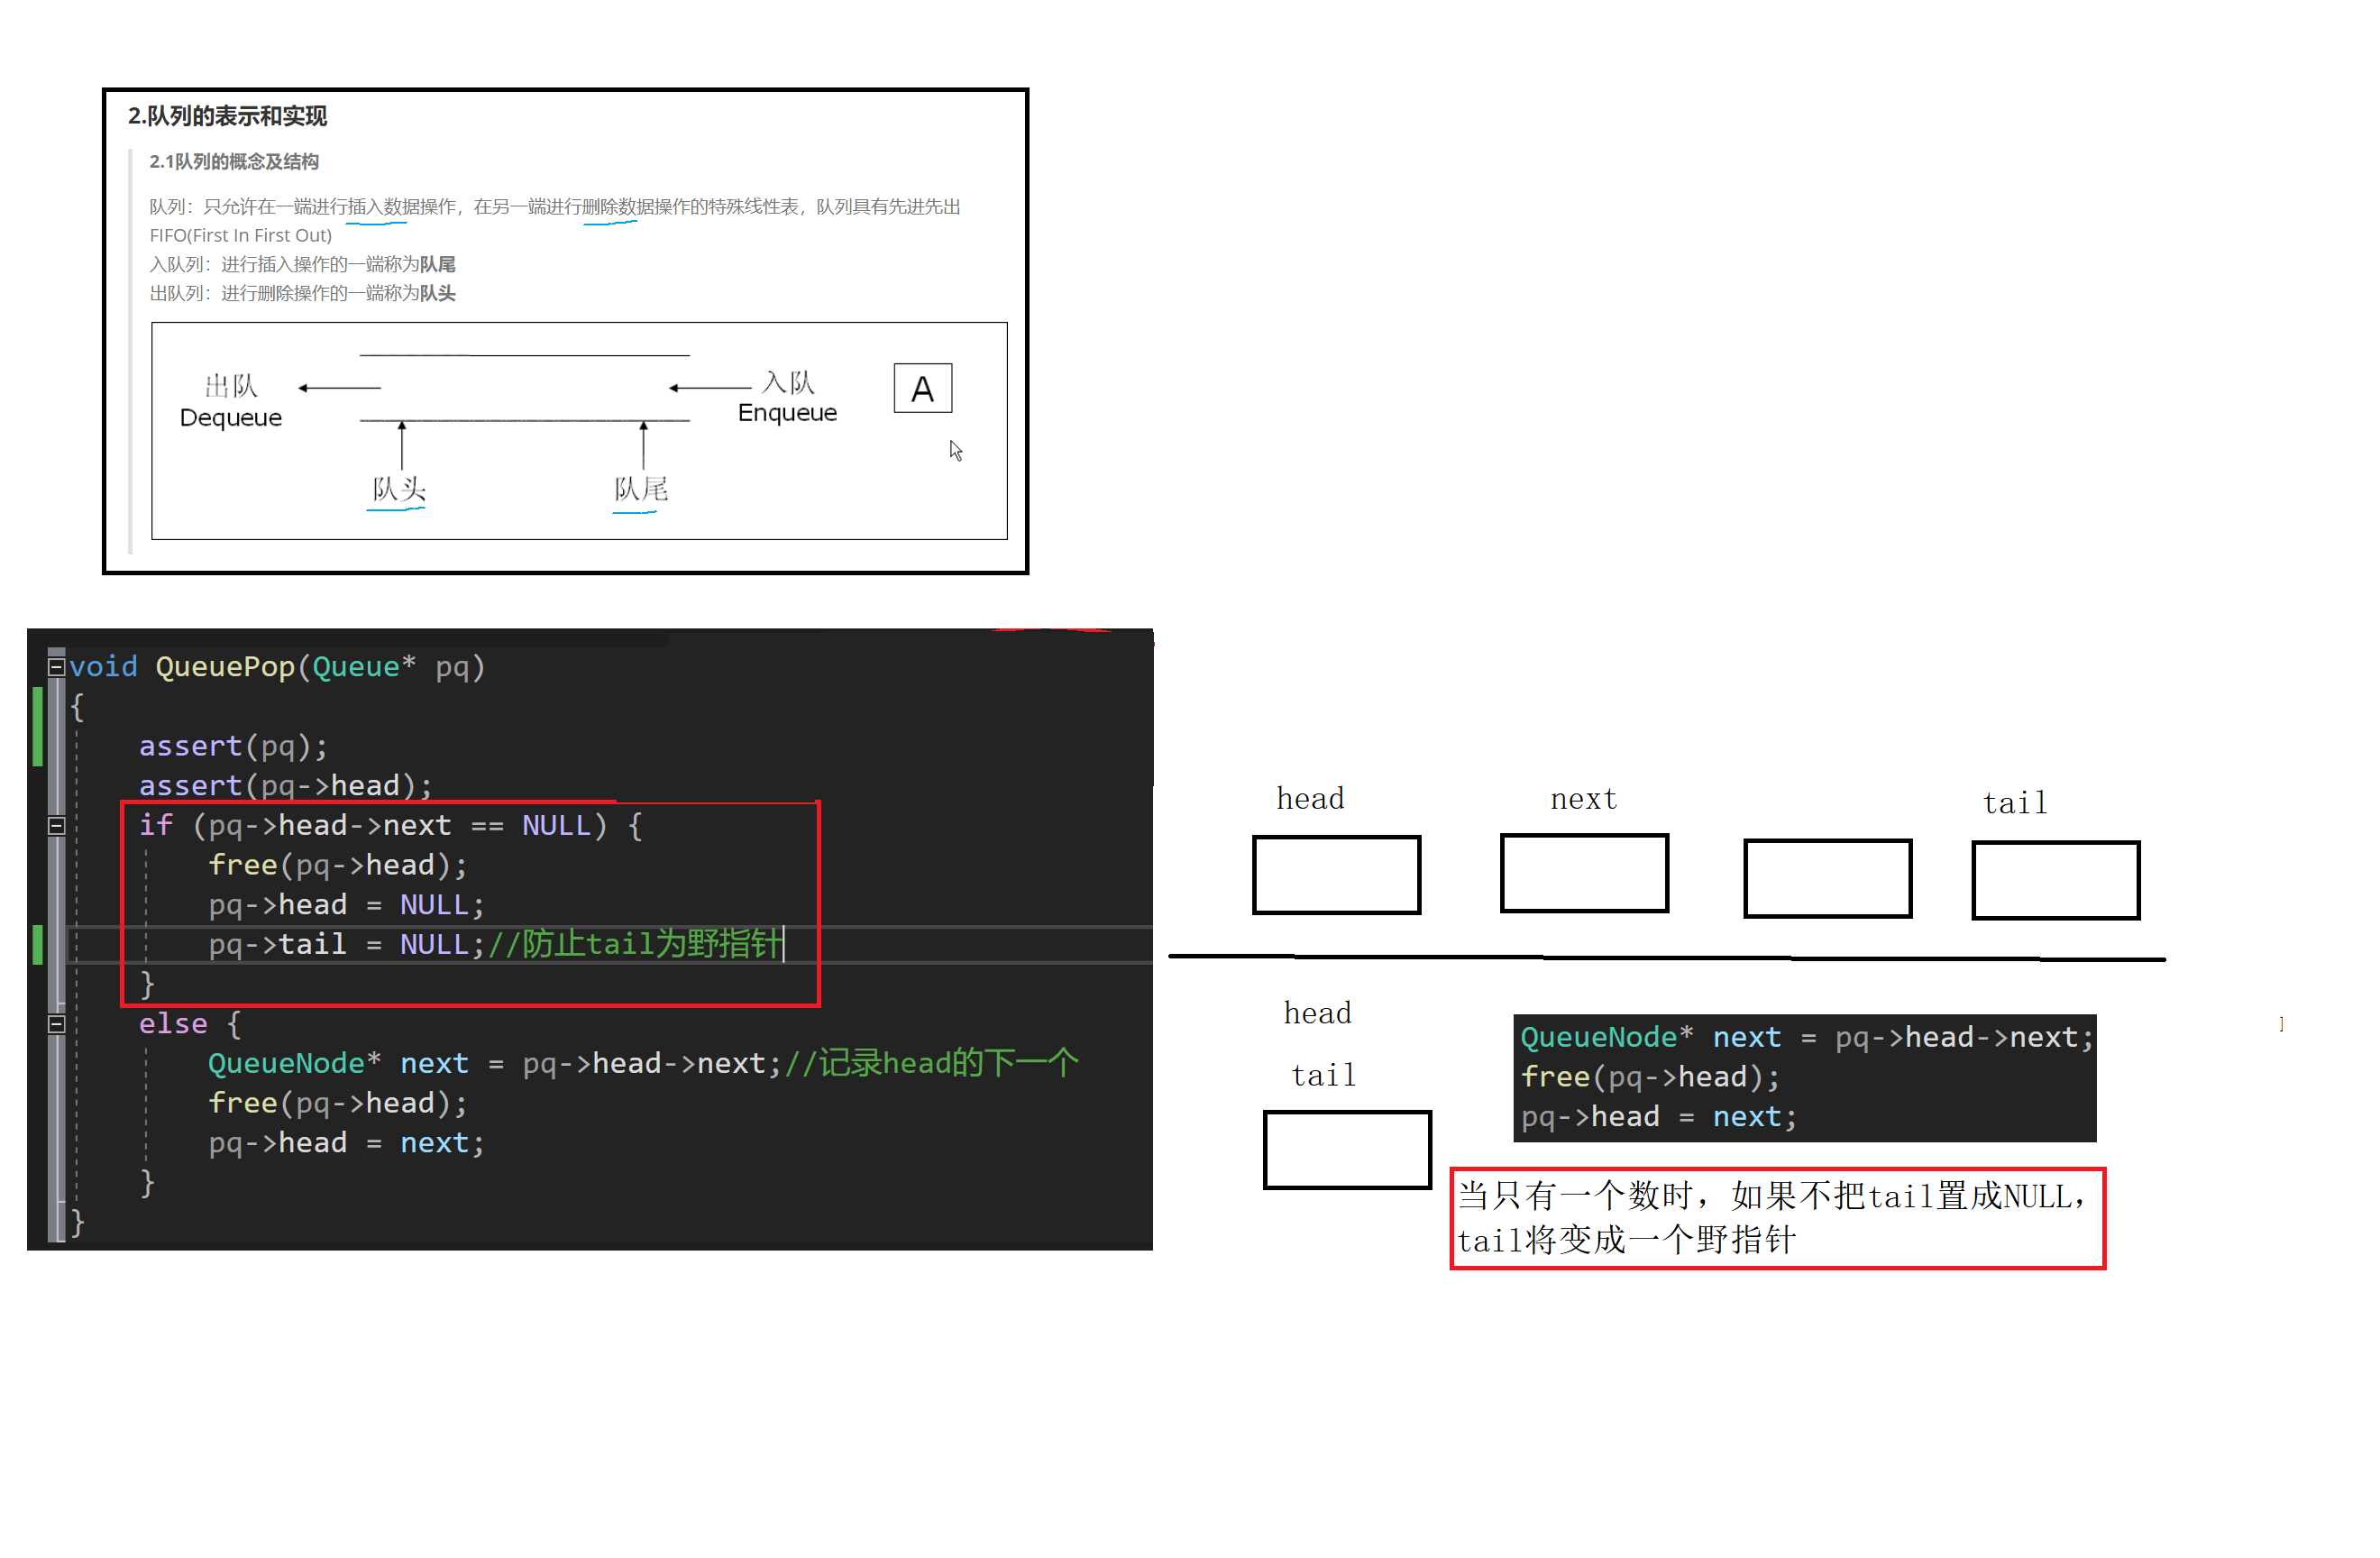 2.队列的表示和实现
2.1队列的概念及结构
队列：只允许在一端进行插入数据操作，在另一端进行删除数据操作的特殊线性表，队列具有先进先出
FIFO(First In First Out)
入队列：进行插入操作的一端称为队尾
出队列：进行删除操作的一端称为队头
出队
Dequeue
入队
Enqueue
A
队头
队尾
void QueuePop(Queue* pq)
{
assert(pq);
assert(pq->head);
if (pq->head->next == NULL) {
free(pq->head);
pq->head = NULL;
pq->tail = NULL;//防止tail为野指针
}
else {
QueueNode* next = pq->head->next;//记录head的下一个
free(pq->head);
pq->head = next;
}
}
head
next
tail
head
tail
QueueNode* next = pq->head->next;
free(pq->head);
pq->head = next;
当只有一个数时，如果不把tail置成NULL，
tail将变成一个野指针